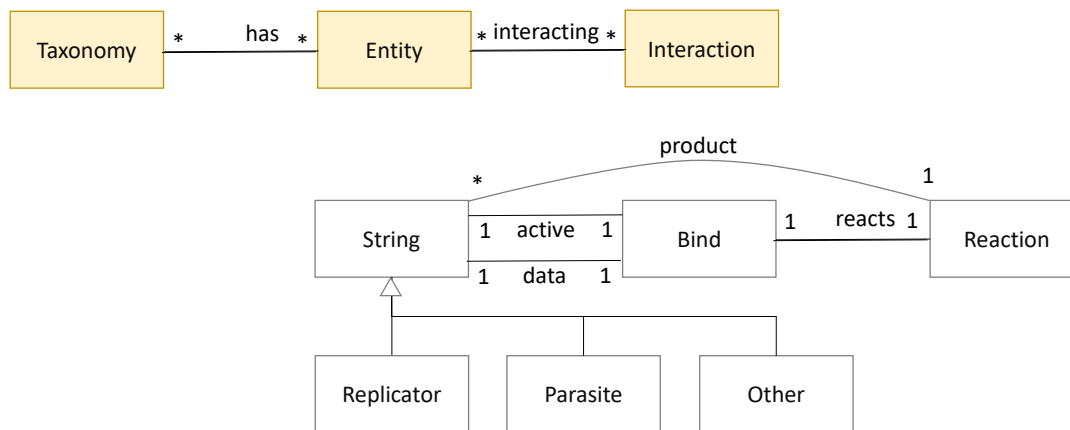 Taxonomy * has * Entity * interacting * Interaction
product
* 1
String 1 active 1 Bind 1 reacts 1 Reaction
1 data 1
Replicator Parasite Other